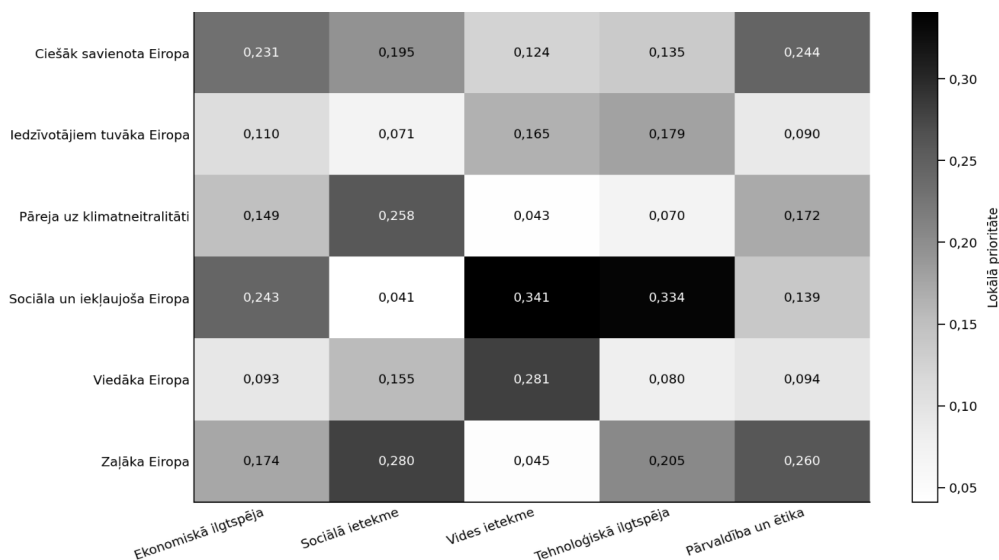 Ciešāk savienota Eiropa 0,231 0,195 0,124 0,135 0,244
Iedzīvotājiem tuvāka Eiropa 0,110 0,071 0,165 0,179 0,090
Pāreja uz klimatneitralitāti 0,149 0,258 0,043 0,070 0,172
Sociāla un iekļaujoša Eiropa 0,243 0,041 0,341 0,334 0,139
Viedāka Eiropa 0,093 0,155 0,281 0,080 0,094
Zaļāka Eiropa 0,174 0,280 0,045 0,205 0,260
Ekonomiskā ilgtspēja
Sociālā ietekme
Vides ietekme
Tehnoloģiskā ilgtspēja
Pārvaldība un ētika
0,30
0,25
0,20
0,15
0,10
0,05
Lokālā prioritāte